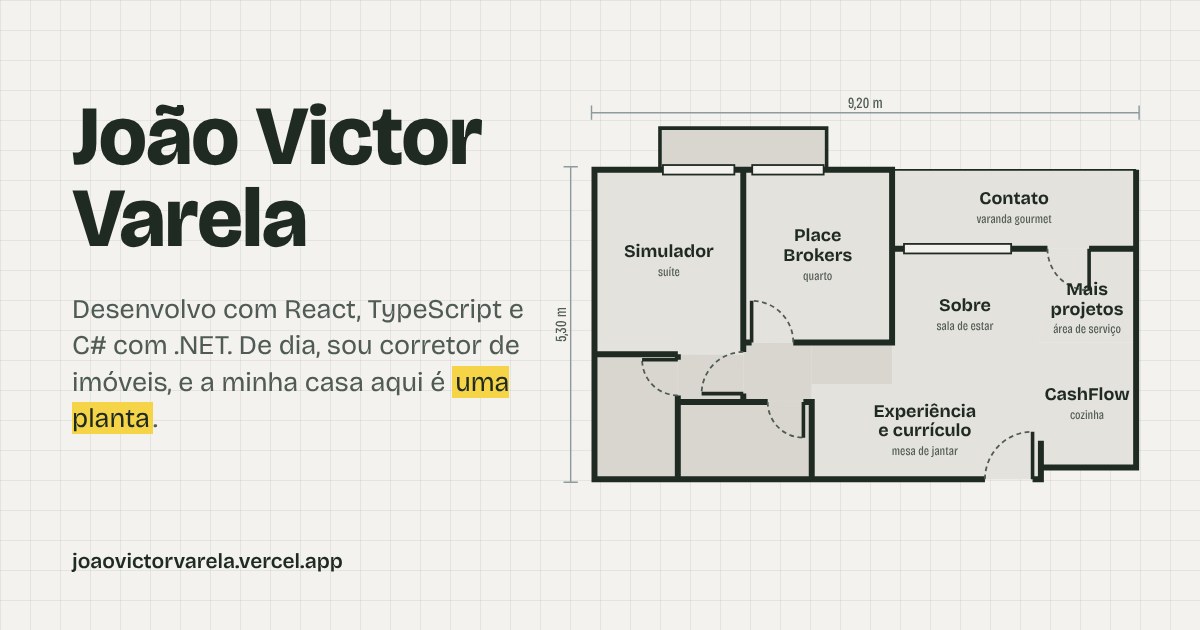 João Victor
Varela
Desenvolvo com React, TypeScript e
C# com .NET. De dia, sou corretor de
imóveis, e a minha casa aqui é uma
planta.
joaovictorvarela.vercel.app
9,20 m
5,30 m
Contato
varanda gourmet
Simulador
suíte
Place
Brokers
quarto
Sobre
sala de estar
Mais
projetos
área de serviço
CashFlow
cozinha
Experiência
e currículo
mesa de jantar